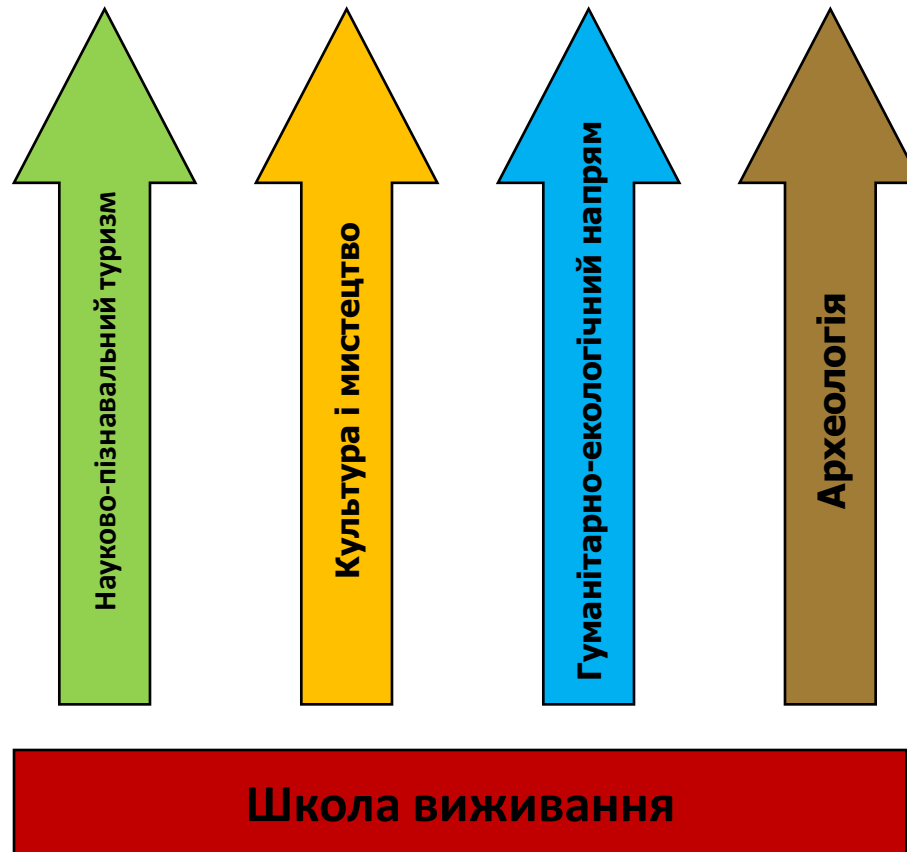 Науково-пізнавальний туризм
Культура і мистецтво
Гуманітарно-екологічний напрям
Археологія
Школа виживання